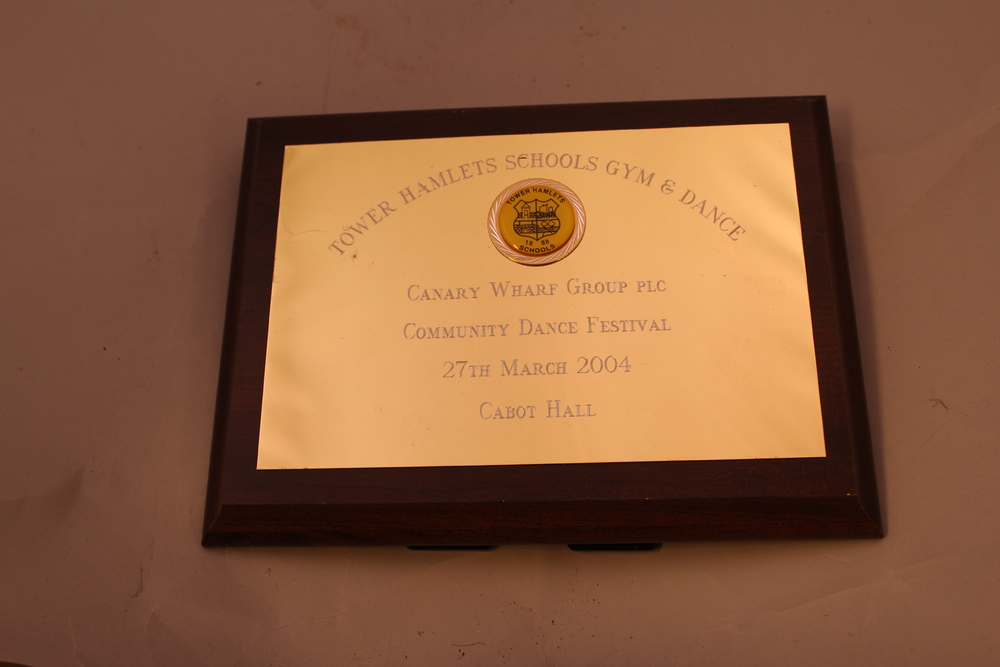 TOWER HAMLETS SCHOOLS GYM & DANCE
TOWER HAMLETS
18 88
SCHOOLS
CANARY WHARF GROUP PLC
COMMUNITY DANCE FESTIVAL
27TH MARCH 2004
CABOT HALL